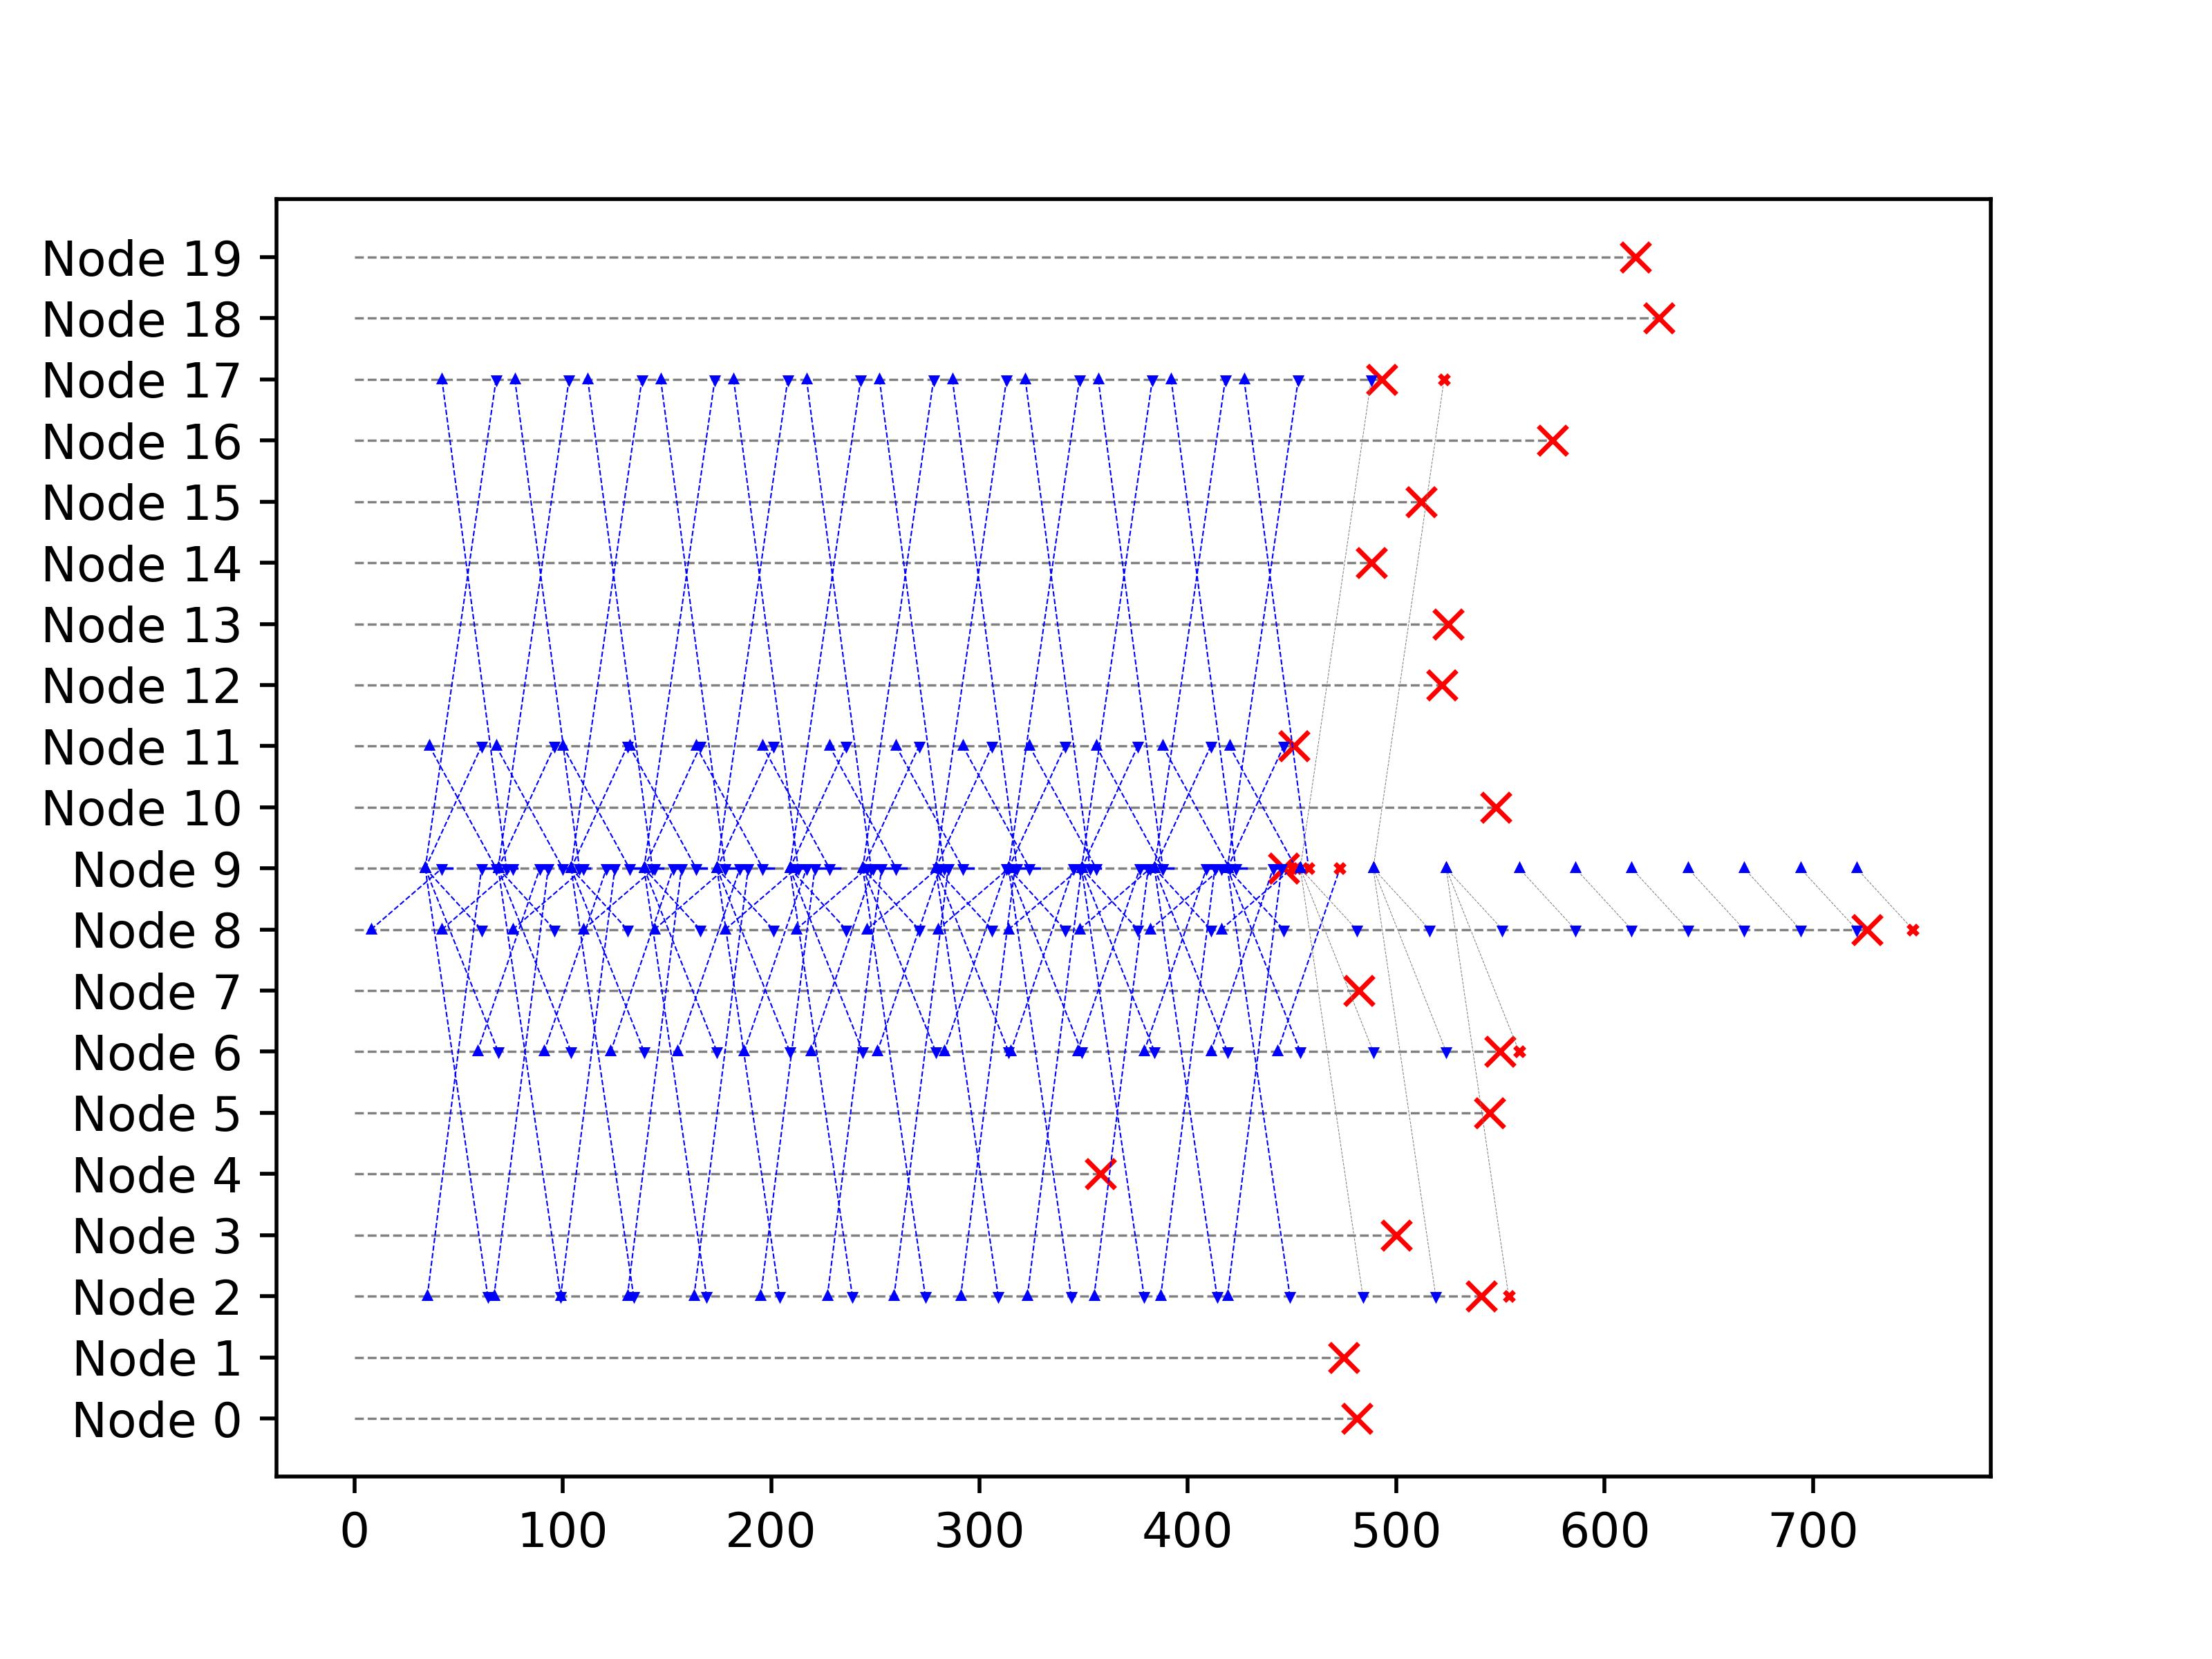 Node 19
Node 18
Node 17
Node 16
Node 15
Node 14
Node 13
Node 12
Node 11
Node 10
Node 9
Node 8
Node 7
Node 6
Node 5
Node 4
Node 3
Node 2
Node 1
Node 0
0 100 200 300 400 500 600 700